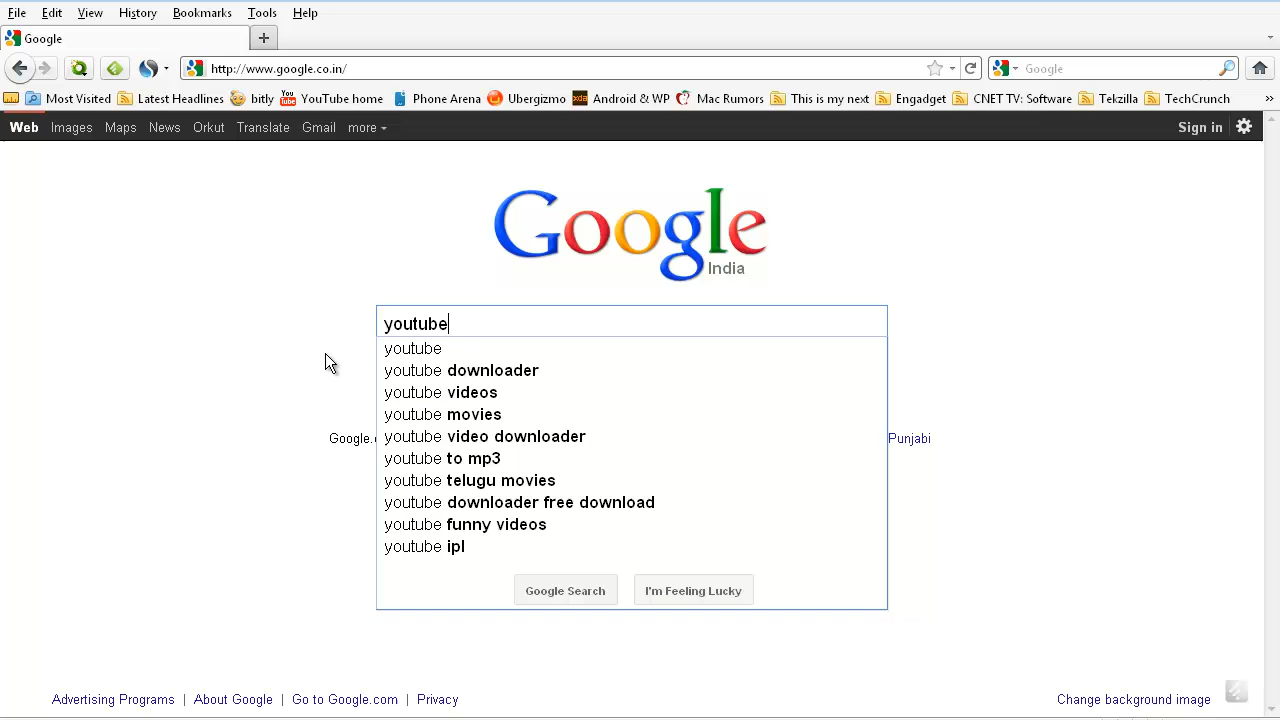 File Edit View History Bookmarks Tools Help
Google
http://www.google.co.in/ Google
Most Visited Latest Headlines bitly YouTube home Phone Arena Ubergizmo Android & WP Mac Rumors This is my next Engadget CNET TV: Software Tekzilla TechCrunch »
Web Images Maps News Orkut Translate Gmail more Sign in
Google
India
youtube
youtube
youtube downloader
youtube videos
youtube movies
Google. youtube video downloader Punjabi
youtube to mp3
youtube telugu movies
youtube downloader free download
youtube funny videos
youtube ipl
Google Search I'm Feeling Lucky
Advertising Programs | About Google | Go to Google.com | Privacy Change background image